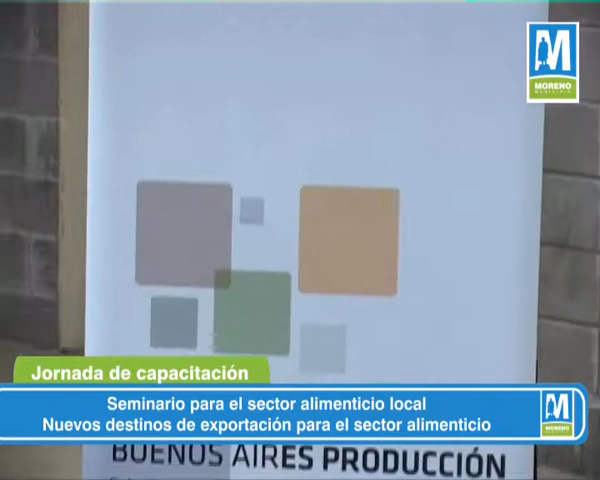 M
MORENO
MUNICIPIO
Jornada de capacitación
Seminario para el sector alimenticio local
Nuevos destinos de exportación para el sector alimenticio
M
BUENOS AIRES PRODUCCIÓN